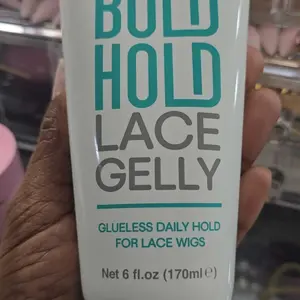 BOLD
HOLD
LACE
GELLY
GLUELESS DAILY HOLD
FOR LACE WIGS
Net 6 fl.oz (170ml℮)